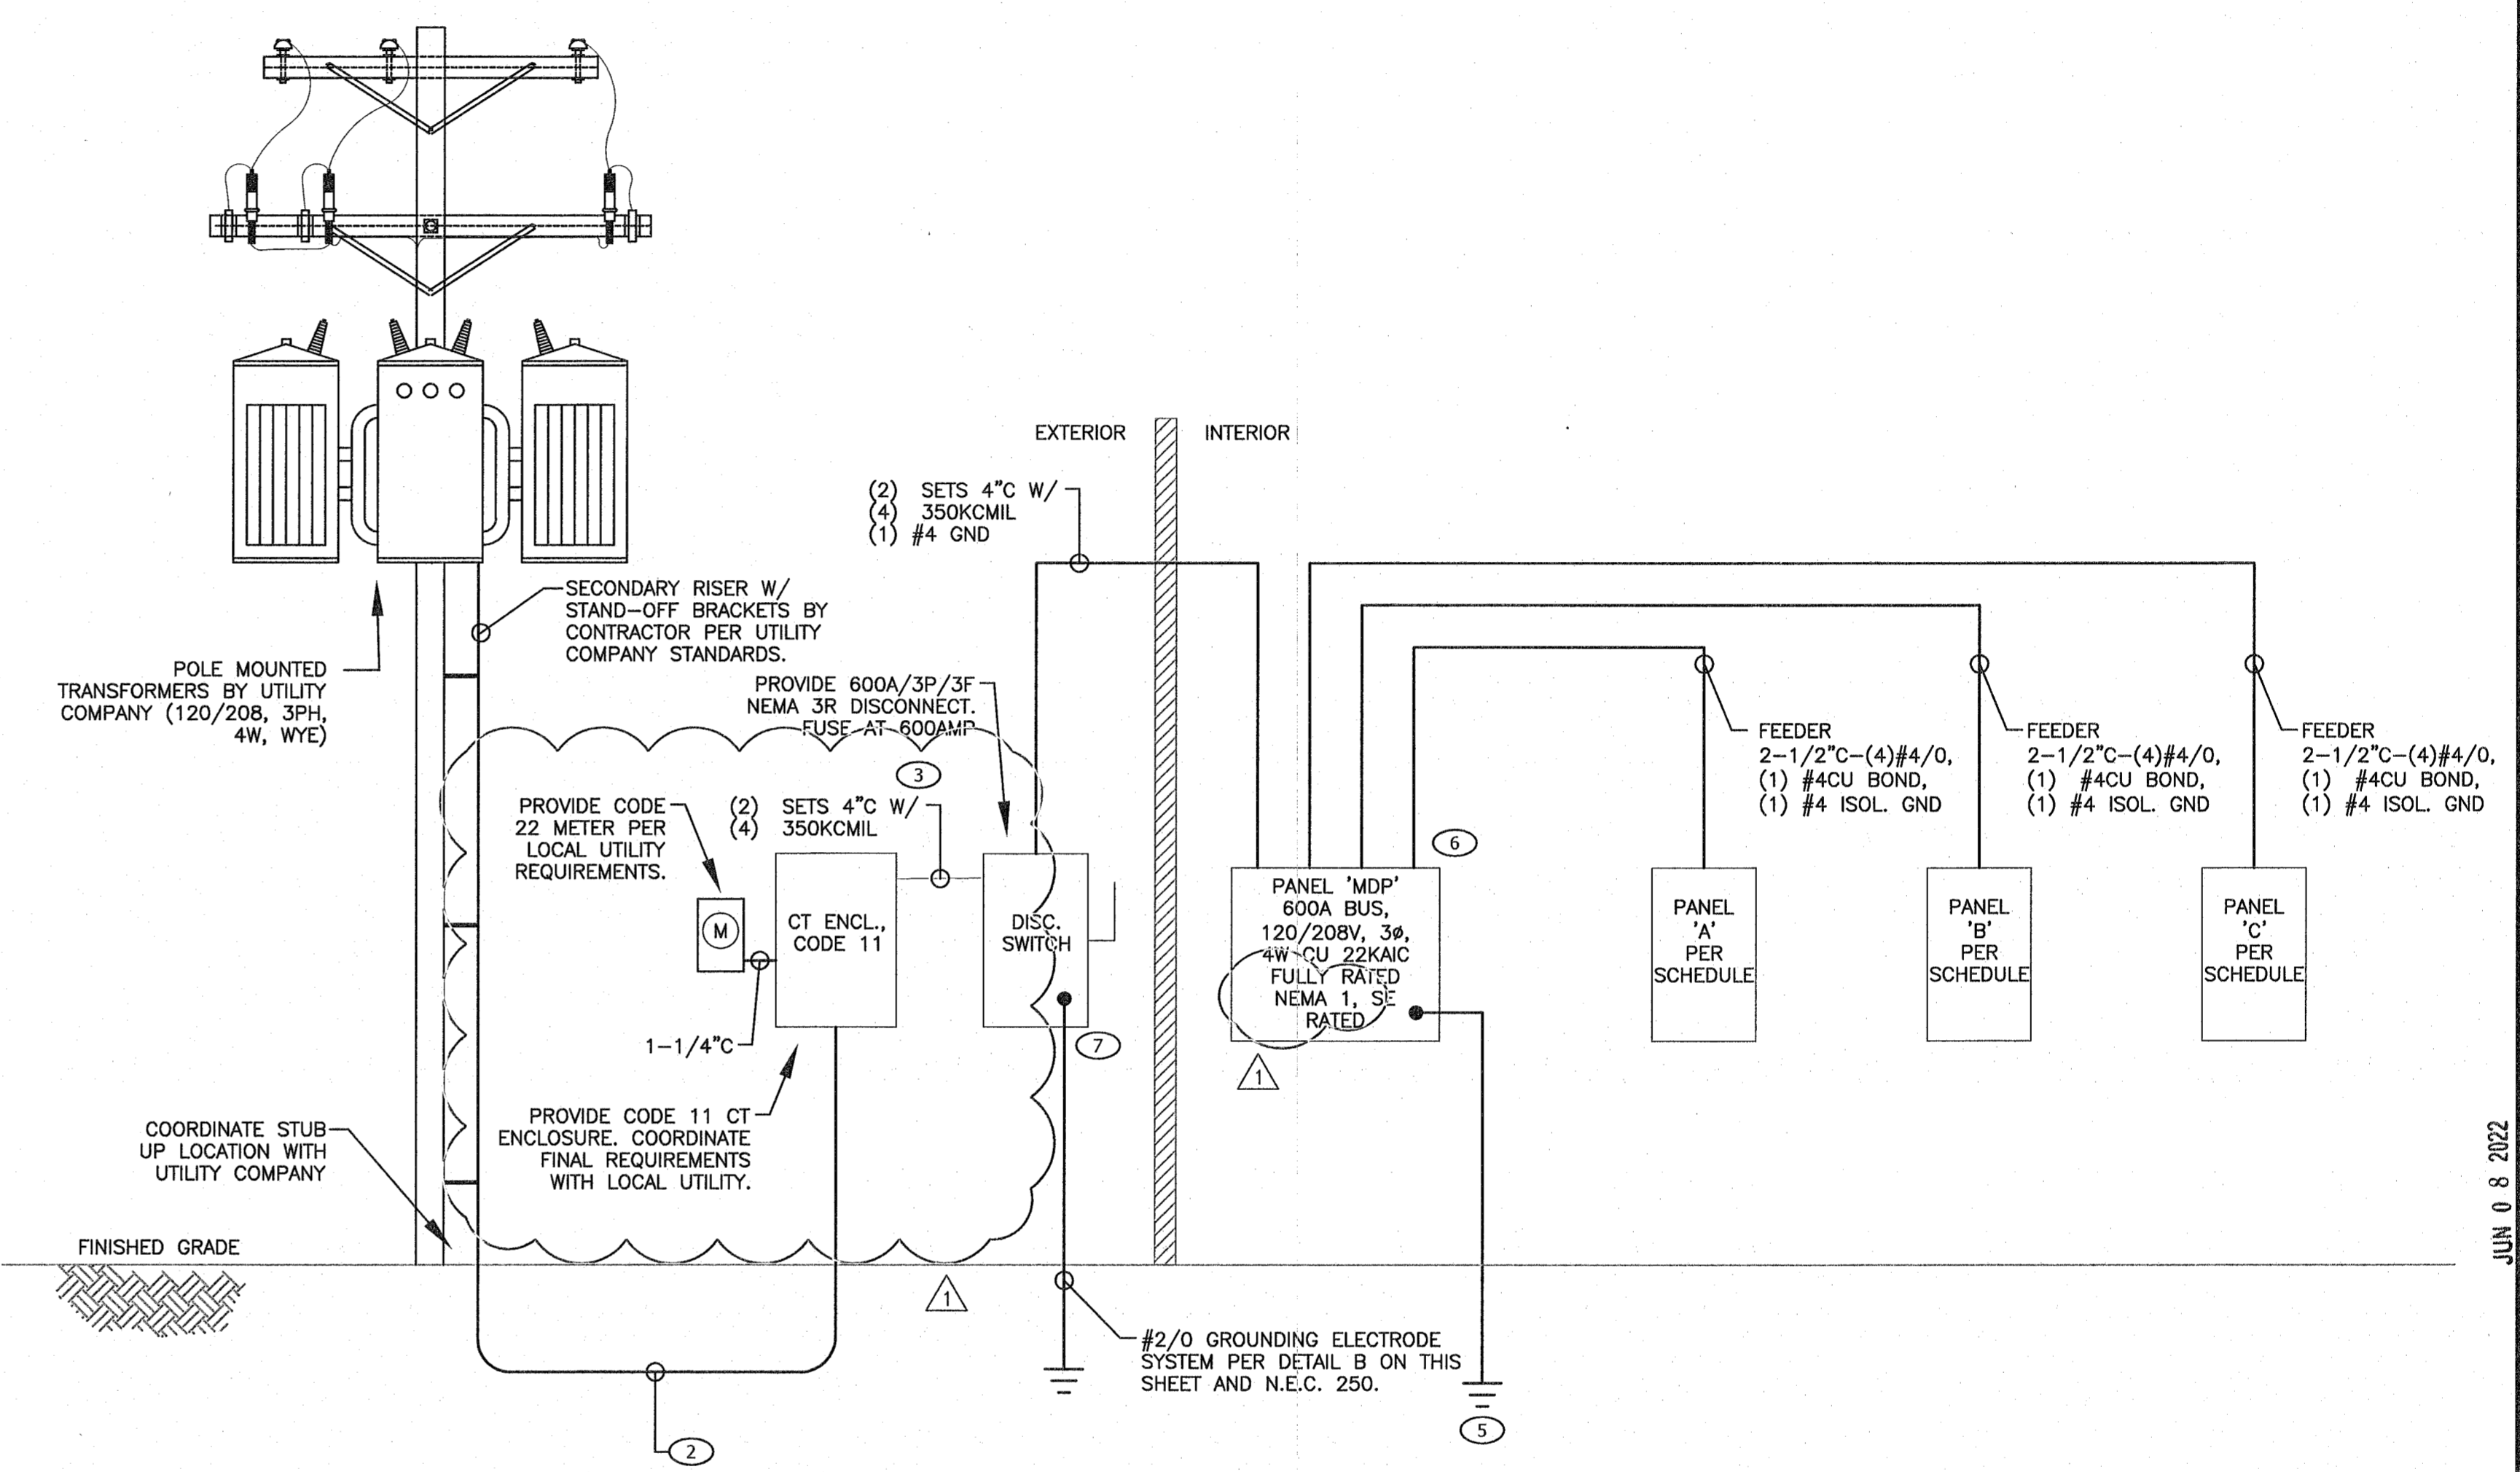 EXTERIOR
INTERIOR
(2) SETS 4"C W/
(4) 350KCMIL
(1) #4 GND
SECONDARY RISER W/
STAND-OFF BRACKETS BY
CONTRACTOR PER UTILITY
COMPANY STANDARDS.
POLE MOUNTED
TRANSFORMERS BY UTILITY
COMPANY (120/208, 3PH,
4W, WYE)
PROVIDE 600A/3P/3F
NEMA 3R DISCONNECT.
FUSE AT 600AMP
3
PROVIDE CODE
22 METER PER
LOCAL UTILITY
REQUIREMENTS.
(2) SETS 4"C W/
(4) 350KCMIL
M
CT ENCL.,
CODE 11
DISC.
SWITCH
1-1/4"C
7
PROVIDE CODE 11 CT
ENCLOSURE. COORDINATE
FINAL REQUIREMENTS
WITH LOCAL UTILITY.
COORDINATE STUB
UP LOCATION WITH
UTILITY COMPANY
FINISHED GRADE
1
2
#2/0 GROUNDING ELECTRODE
SYSTEM PER DETAIL B ON THIS
SHEET AND N.E.C. 250.
6
PANEL 'MDP'
600A BUS,
120/208V, 3ø,
4W CU 22KAIC
FULLY RATED
NEMA 1, SE
RATED
1
5
FEEDER
2-1/2"C-(4)#4/0,
(1) #4CU BOND,
(1) #4 ISOL. GND
FEEDER
2-1/2"C-(4)#4/0,
(1) #4CU BOND,
(1) #4 ISOL. GND
FEEDER
2-1/2"C-(4)#4/0,
(1) #4CU BOND,
(1) #4 ISOL. GND
PANEL
'A'
PER
SCHEDULE
PANEL
'B'
PER
SCHEDULE
PANEL
'C'
PER
SCHEDULE
JUN 0 8 2022